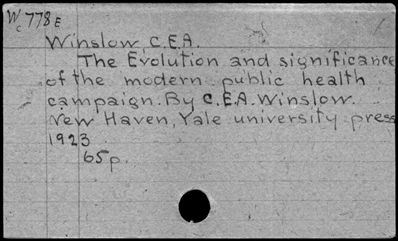 W 778 E
c
Winslow C.E.A.
The Evolution and significance
of the modern public health
campaign. By C.E.A. Winslow.
New Haven, Yale university press
1923
65p.